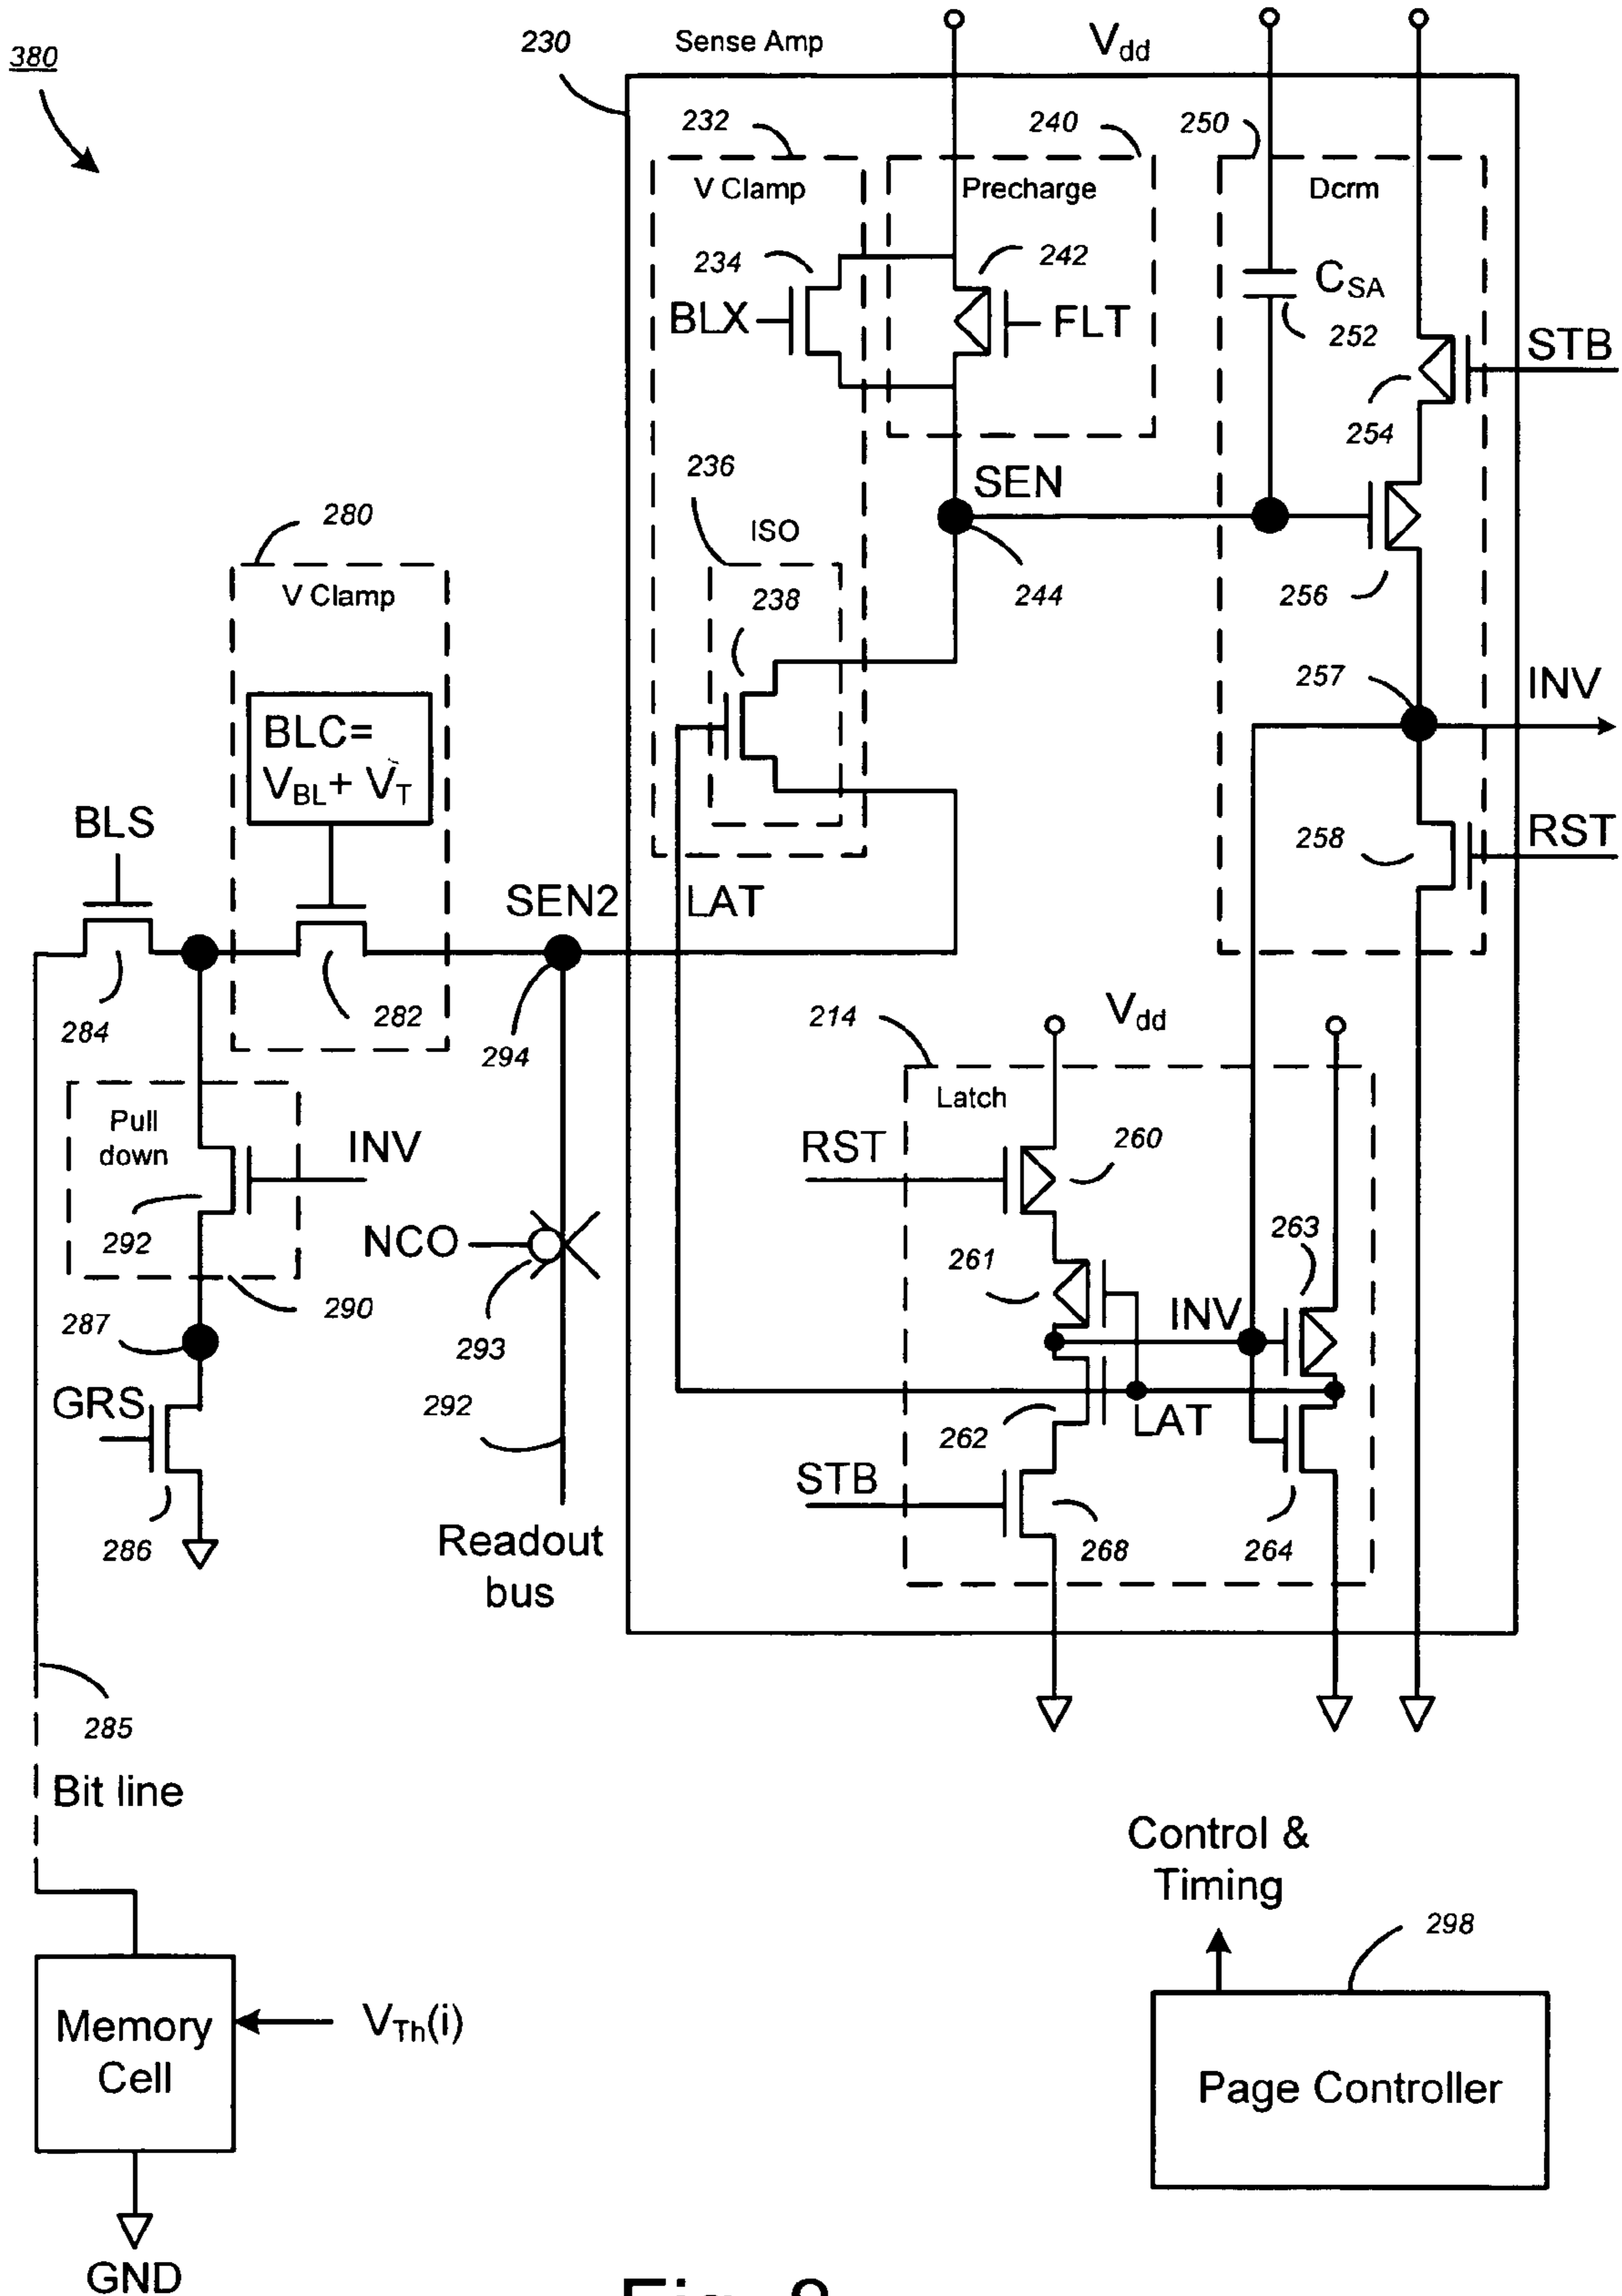 380
230
Sense Amp
Vdd
232
240
250
V Clamp
Precharge
Dcrm
234
242
CSA
BLX
FLT
252
STB
254
236
SEN
280
ISO
V Clamp
238
244
256
257
INV
BLC=
VBL+ VT
BLS
258
RST
SEN2
LAT
284
282
294
214
Vdd
Latch
Pull
down
INV
RST
260
292
NCO
261
263
290
INV
287
293
GRS
292
LAT
262
STB
286
Readout
bus
268
264
285
Bit line
Control &
Timing
298
Memory
Cell
VTh(i)
Page Controller
GND